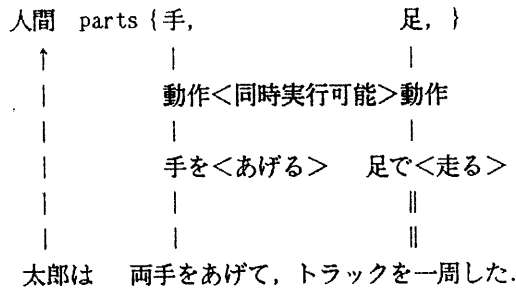 人間 parts {手, 足, }
動作＜同時実行可能＞動作
手を＜あげる＞ 足で＜走る＞
太郎は 両手をあげて，トラックを一周した．